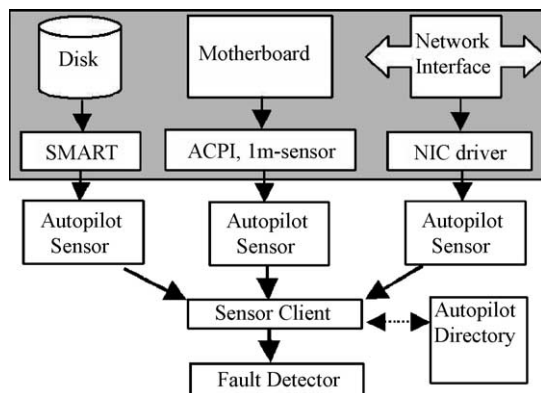 Disk
Motherboard
Network
Interface
SMART
ACPI, 1m-sensor
NIC driver
Autopilot
Sensor
Autopilot
Sensor
Autopilot
Sensor
Sensor Client
Autopilot
Directory
Fault Detector